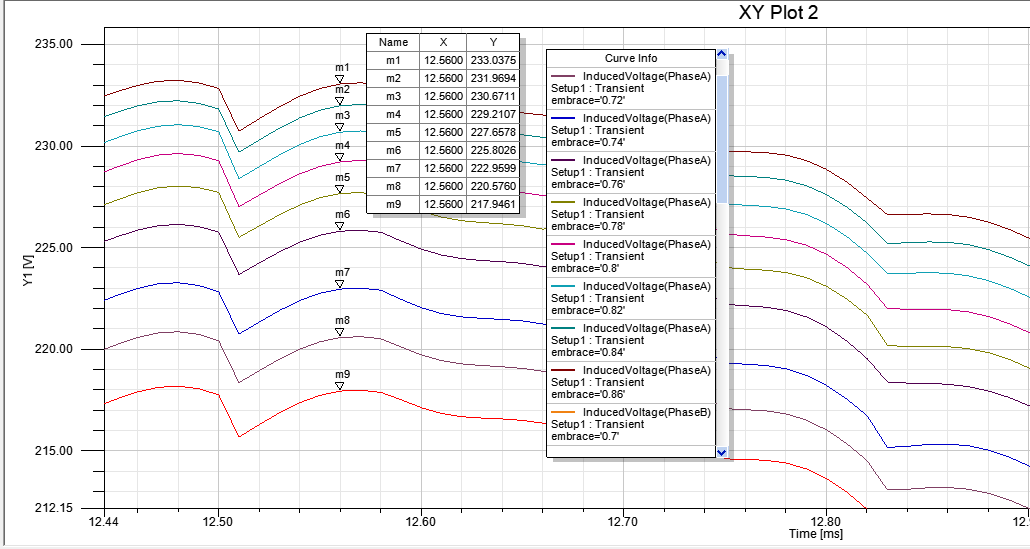 XY Plot 2
235.00
230.00
225.00
220.00
215.00
212.15
Y1 [V]
m1
m2
m3
m4
m5
m6
m7
m8
m9
Name X Y
m1 12.5600 233.0375
m2 12.5600 231.9694
m3 12.5600 230.6711
m4 12.5600 229.2107
m5 12.5600 227.6578
m6 12.5600 225.8026
m7 12.5600 222.9599
m8 12.5600 220.5760
m9 12.5600 217.9461
Curve Info
InducedVoltage(PhaseA)
Setup1 : Transient
embrace='0.72'
InducedVoltage(PhaseA)
Setup1 : Transient
embrace='0.74'
InducedVoltage(PhaseA)
Setup1 : Transient
embrace='0.76'
InducedVoltage(PhaseA)
Setup1 : Transient
embrace='0.78'
InducedVoltage(PhaseA)
Setup1 : Transient
embrace='0.8'
InducedVoltage(PhaseA)
Setup1 : Transient
embrace='0.82'
InducedVoltage(PhaseA)
Setup1 : Transient
embrace='0.84'
InducedVoltage(PhaseA)
Setup1 : Transient
embrace='0.86'
InducedVoltage(PhaseB)
Setup1 : Transient
embrace='0.7'
12.44 12.50 12.60 12.70 12.80
Time [ms]